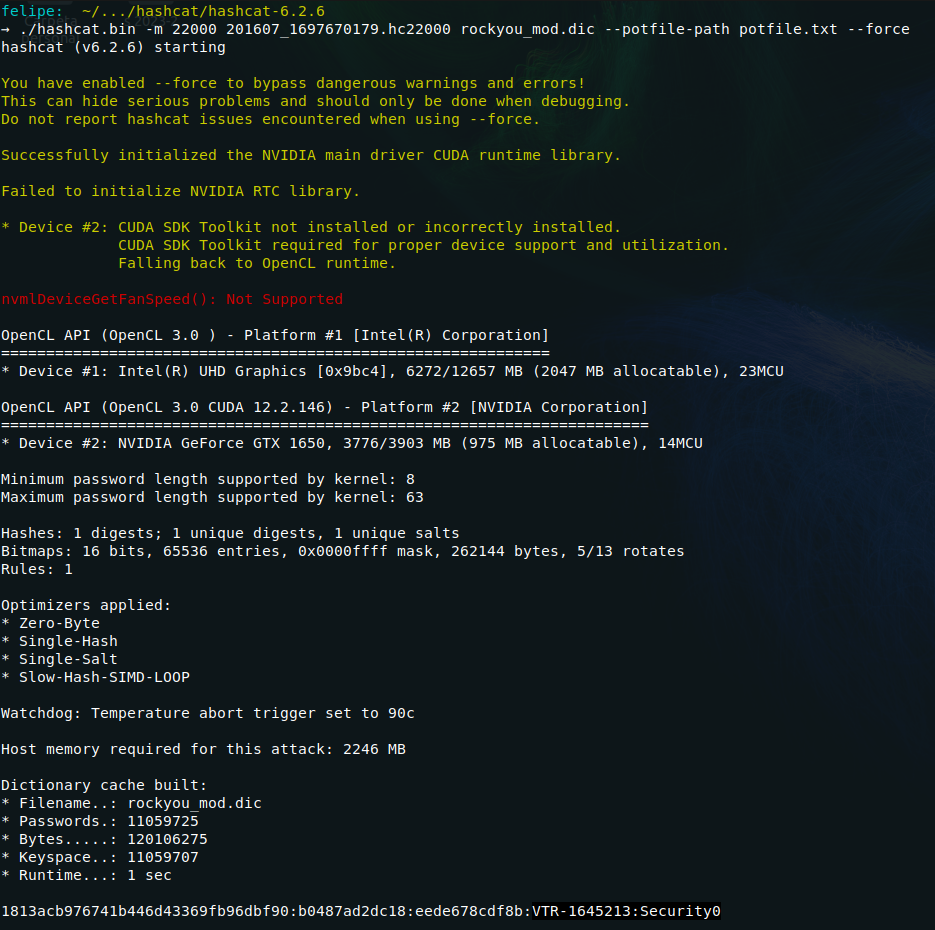 felipe:  ~/.../hashcat/hashcat-6.2.6
→ ./hashcat.bin -m 22000 201607_1697670179.hc22000 rockyou_mod.dic --potfile-path potfile.txt --force
hashcat (v6.2.6) starting

You have enabled --force to bypass dangerous warnings and errors!
This can hide serious problems and should only be done when debugging.
Do not report hashcat issues encountered when using --force.

Successfully initialized the NVIDIA main driver CUDA runtime library.

Failed to initialize NVIDIA RTC library.

* Device #2: CUDA SDK Toolkit not installed or incorrectly installed.
             CUDA SDK Toolkit required for proper device support and utilization.
             Falling back to OpenCL runtime.

nvmlDeviceGetFanSpeed(): Not Supported

OpenCL API (OpenCL 3.0 ) - Platform #1 [Intel(R) Corporation]
=============================================================
* Device #1: Intel(R) UHD Graphics [0x9bc4], 6272/12657 MB (2047 MB allocatable), 23MCU

OpenCL API (OpenCL 3.0 CUDA 12.2.146) - Platform #2 [NVIDIA Corporation]
========================================================================
* Device #2: NVIDIA GeForce GTX 1650, 3776/3903 MB (975 MB allocatable), 14MCU

Minimum password length supported by kernel: 8
Maximum password length supported by kernel: 63

Hashes: 1 digests; 1 unique digests, 1 unique salts
Bitmaps: 16 bits, 65536 entries, 0x0000ffff mask, 262144 bytes, 5/13 rotates
Rules: 1

Optimizers applied:
* Zero-Byte
* Single-Hash
* Single-Salt
* Slow-Hash-SIMD-LOOP

Watchdog: Temperature abort trigger set to 90c

Host memory required for this attack: 2246 MB

Dictionary cache built:
* Filename..: rockyou_mod.dic
* Passwords.: 11059725
* Bytes.....: 120106275
* Keyspace..: 11059707
* Runtime...: 1 sec

1813acb976741b446d43369fb96dbf90:b0487ad2dc18:eede678cdf8b:VTR-1645213:Security0